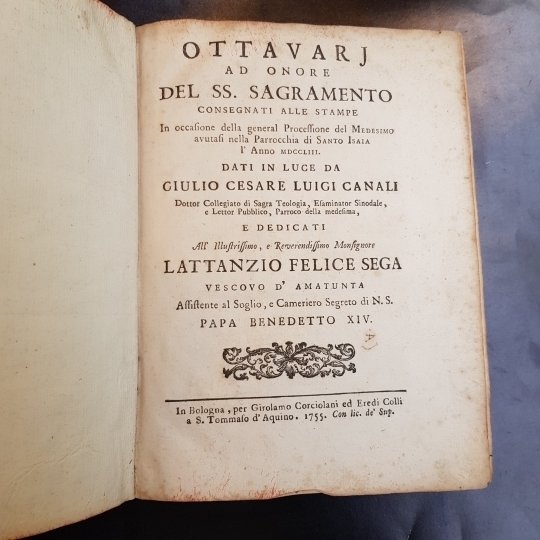 OTTAVARJ
AD ONORE
DEL SS. SAGRAMENTO
CONSEGNATI ALLE STAMPE
In occaſione della general Proceſſione del MEDESIMO
avutaſi nella Parrocchia di SANTO ISAIA
l' Anno MDCCLIII.
DATI IN LUCE DA
GIULIO CESARE LUIGI CANALI
Dottor Collegiato di Sagra Teologia, Eſaminator Sinodale,
e Lettor Pubblico, Parroco della medeſima,
E DEDICATI
All' Illuſtriſſimo, e Reverendiſſimo Monſignore
LATTANZIO FELICE SEGA
VESCOVO D' AMATUNTA
Aſſiſtente al Soglio, e Cameriero Segreto di N. S.
PAPA BENEDETTO XIV.
In Bologna, per Girolamo Corciolani ed Eredi Colli
a S. Tommaſo d' Aquino. 1755. Con lic. de' Sup.